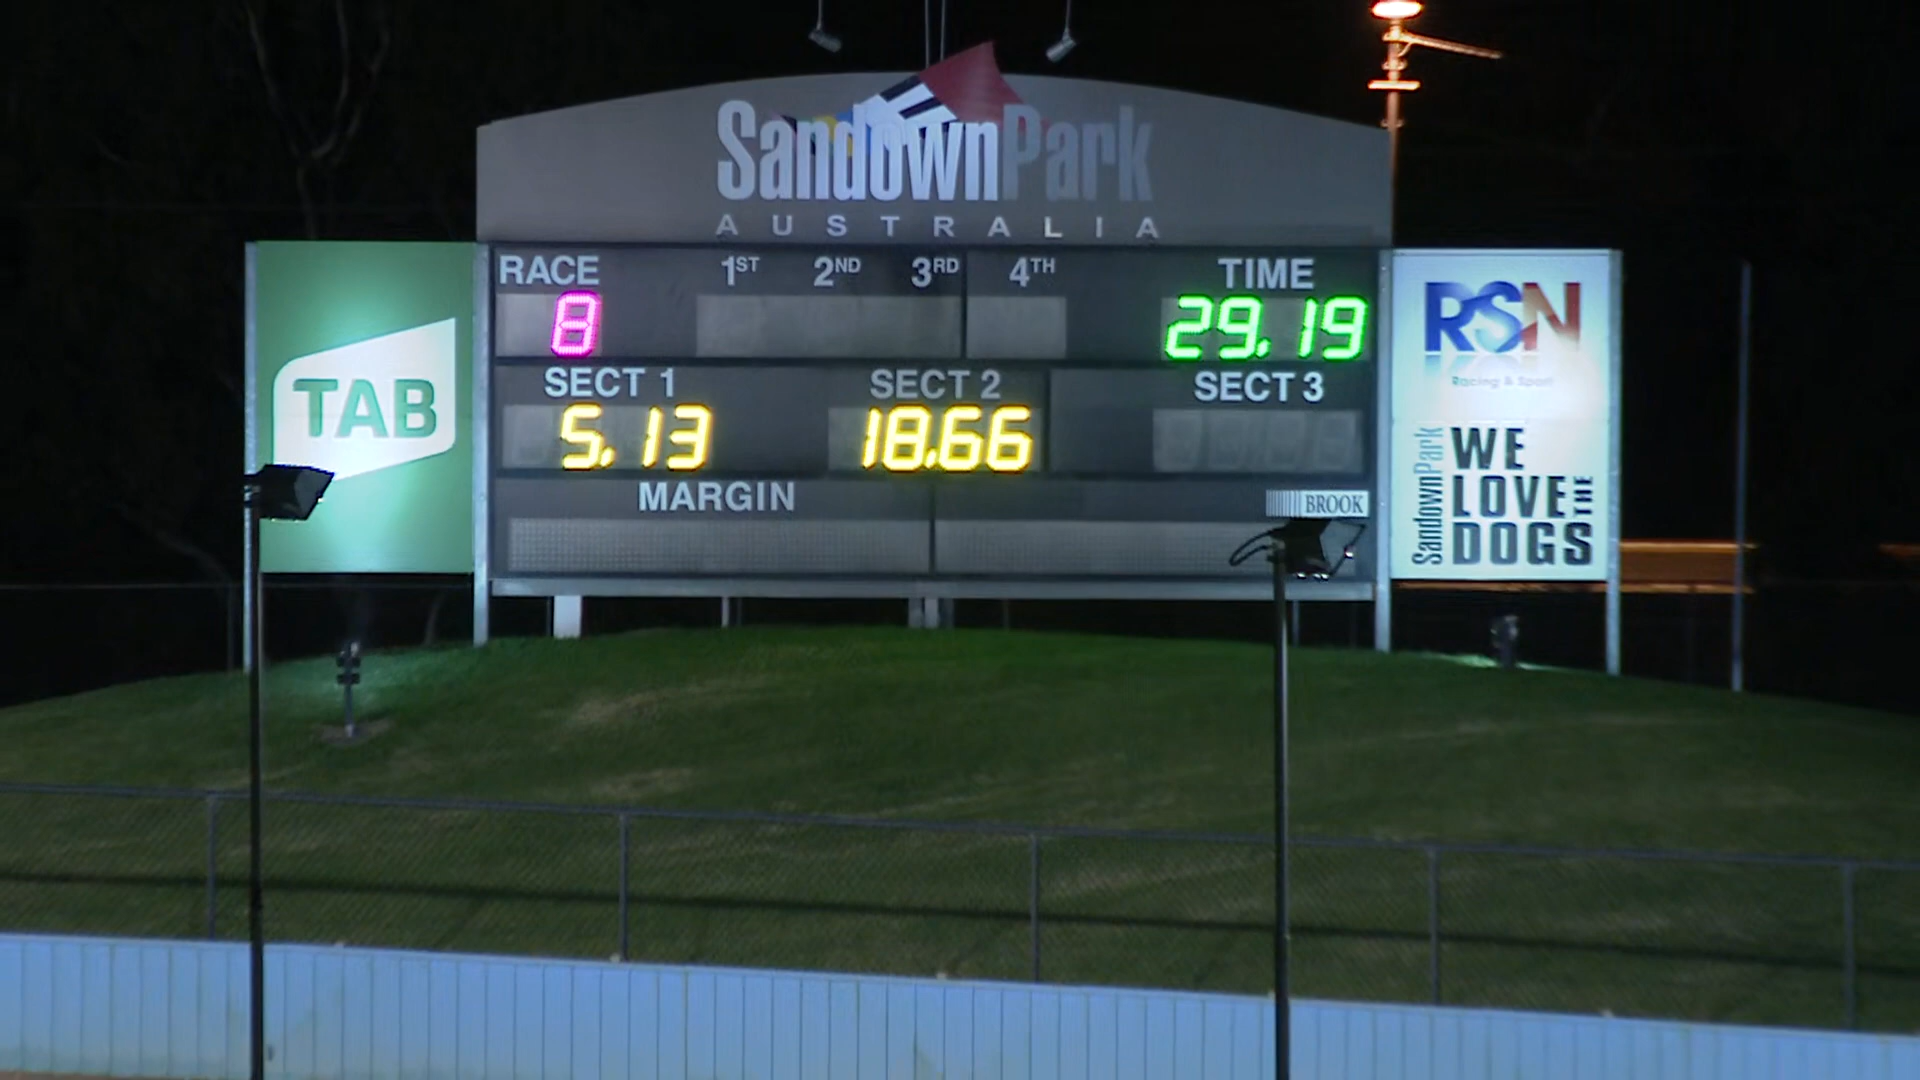 SandownPark
AUSTRALIA
RACE 1ST 2ND 3RD 4TH TIME
8 29.19
SECT 1 SECT 2 SECT 3
5.13 18.66
MARGIN
BROOK
TAB
RSN
Racing & Sport
SandownPark
WE
LOVE THE
DOGS